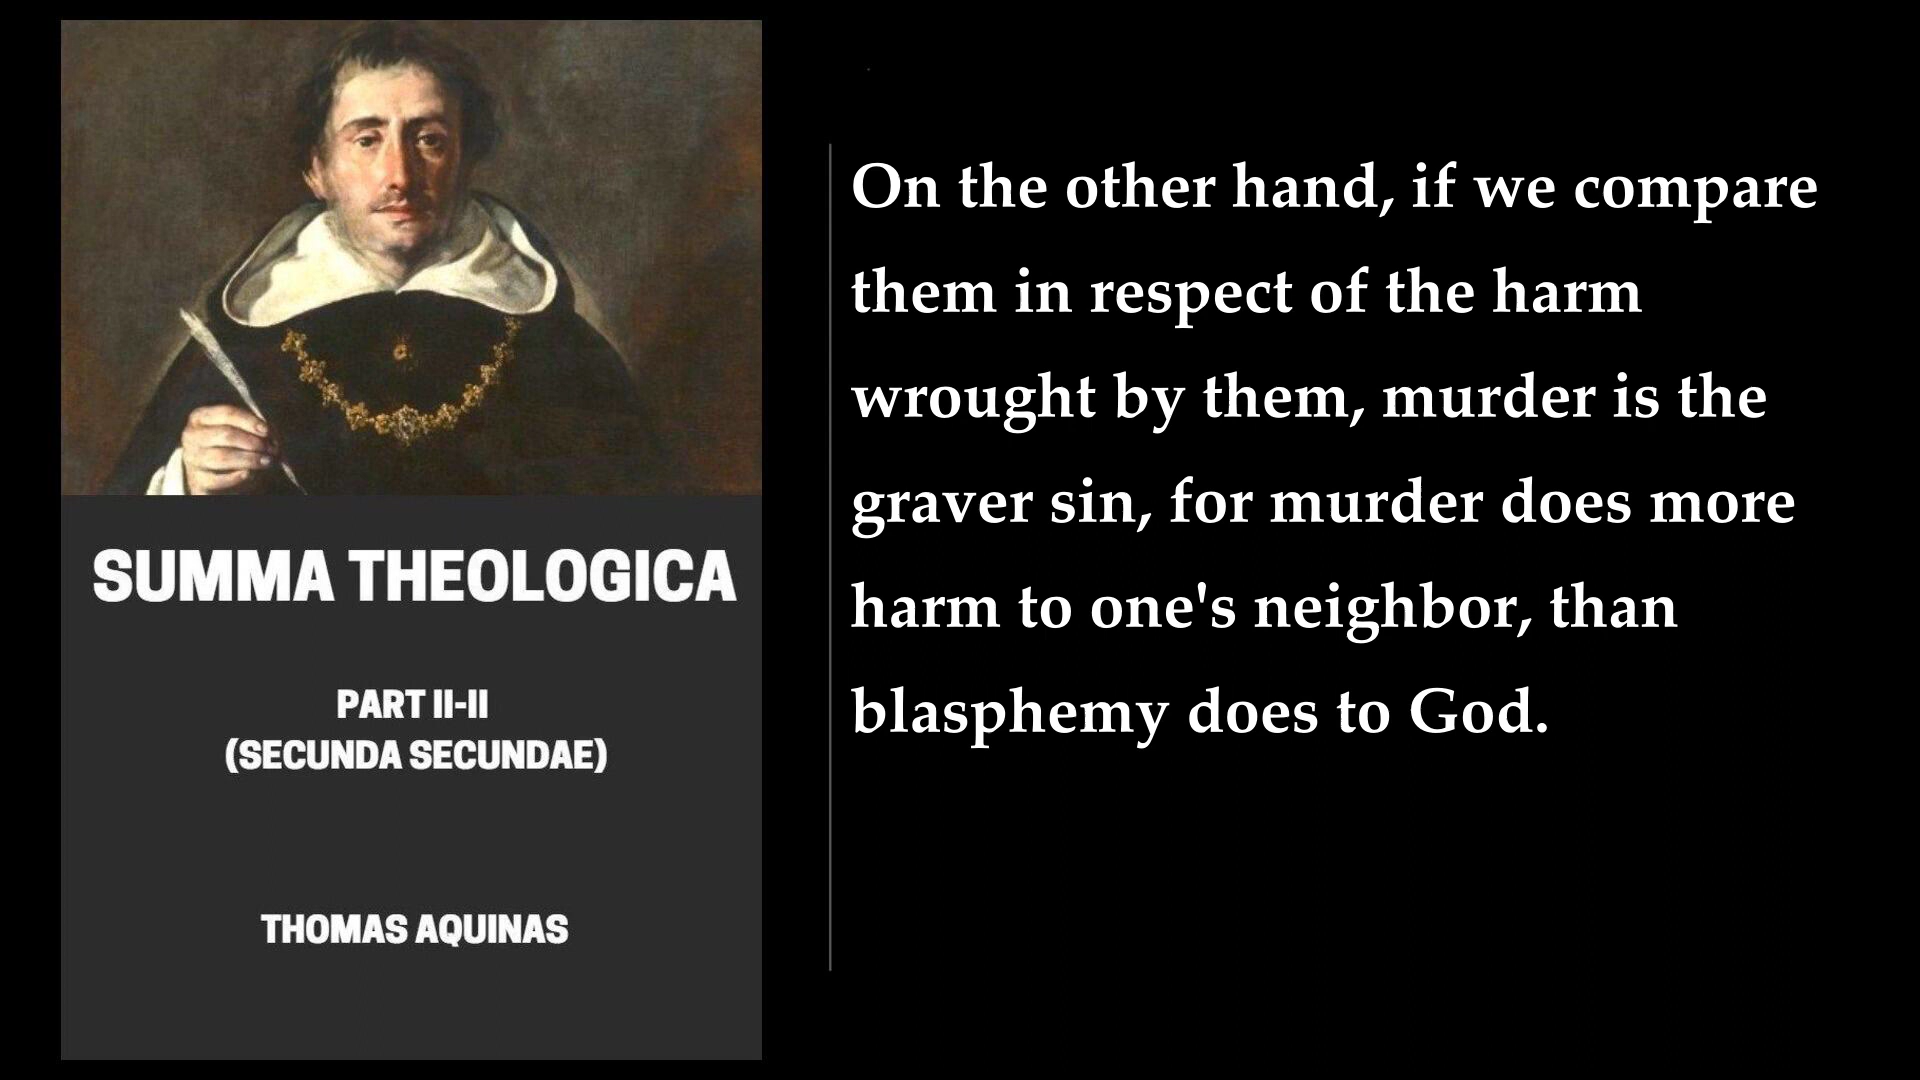 SUMMA THEOLOGICA
PART II-II
(SECUNDA SECUNDAE)
THOMAS AQUINAS
On the other hand, if we compare
them in respect of the harm
wrought by them, murder is the
graver sin, for murder does more
harm to one's neighbor, than
blasphemy does to God.